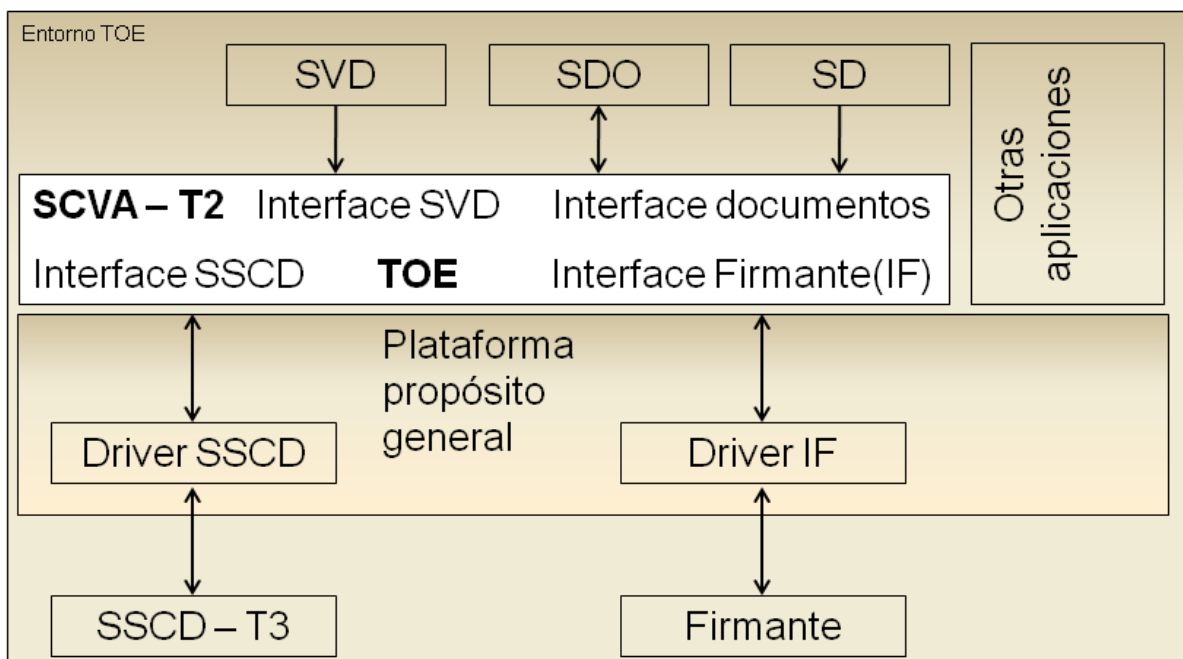 Entorno TOE
SVD
SDO
SD
Otras
aplicaciones
SCVA – T2 Interface SVD Interface documentos
Interface SSCD TOE Interface Firmante(IF)
Plataforma
propósito
general
Driver SSCD
Driver IF
SSCD – T3
Firmante